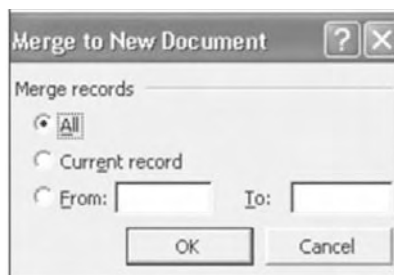 Merge to New Document
Merge records
All
Current record
From: To:
OK Cancel